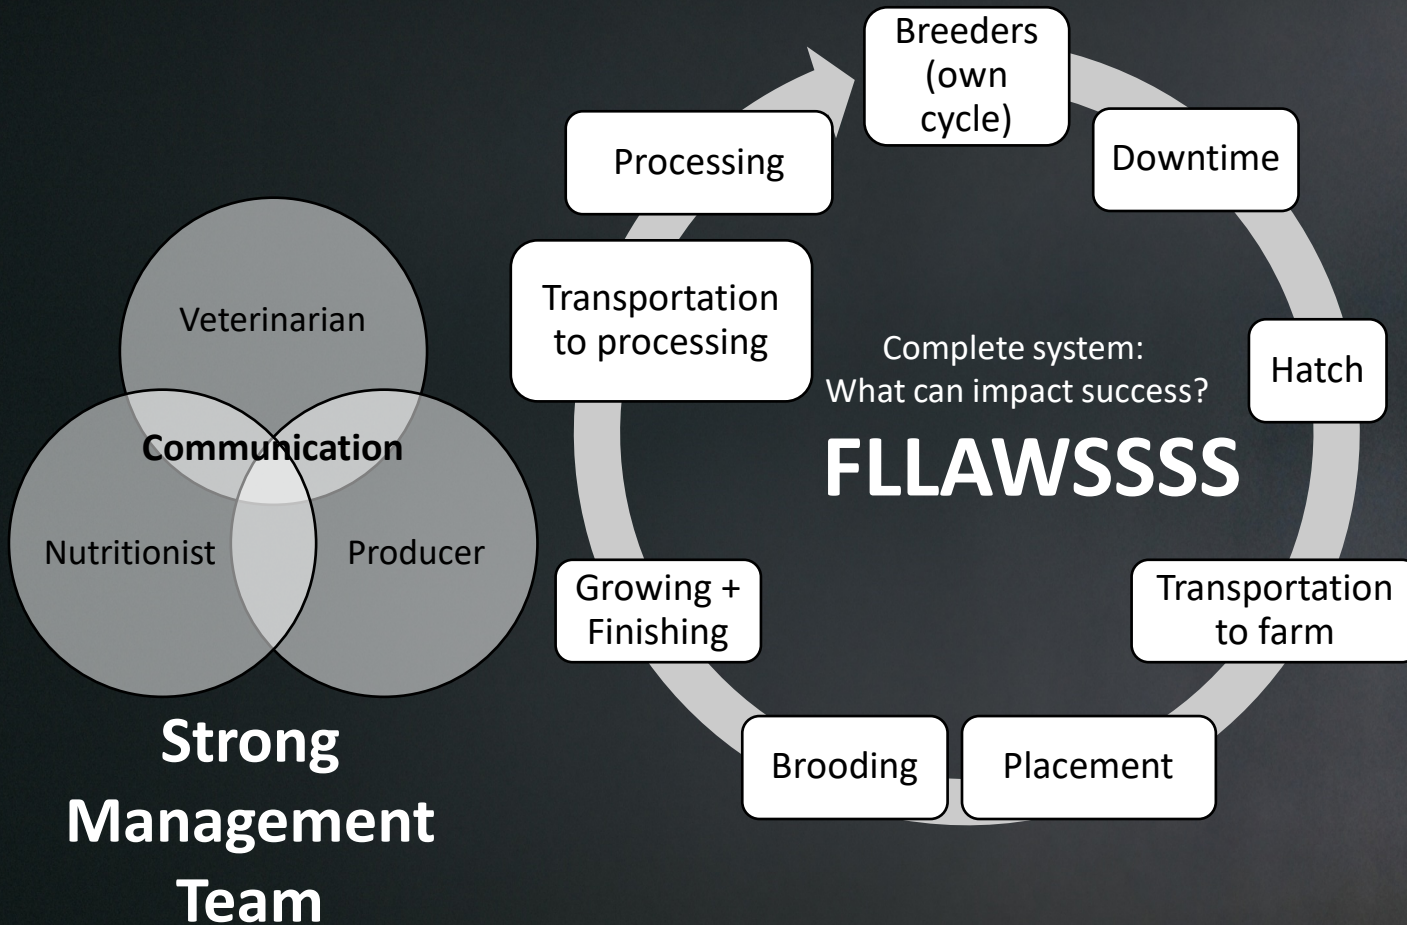 Veterinarian
Communication
Nutritionist
Producer
Strong
Management
Team
Breeders
(own
cycle)
Downtime
Hatch
Transportation
to farm
Placement
Brooding
Growing +
Finishing
Transportation
to processing
Processing
Complete system:
What can impact success?
FLLAWSSSS